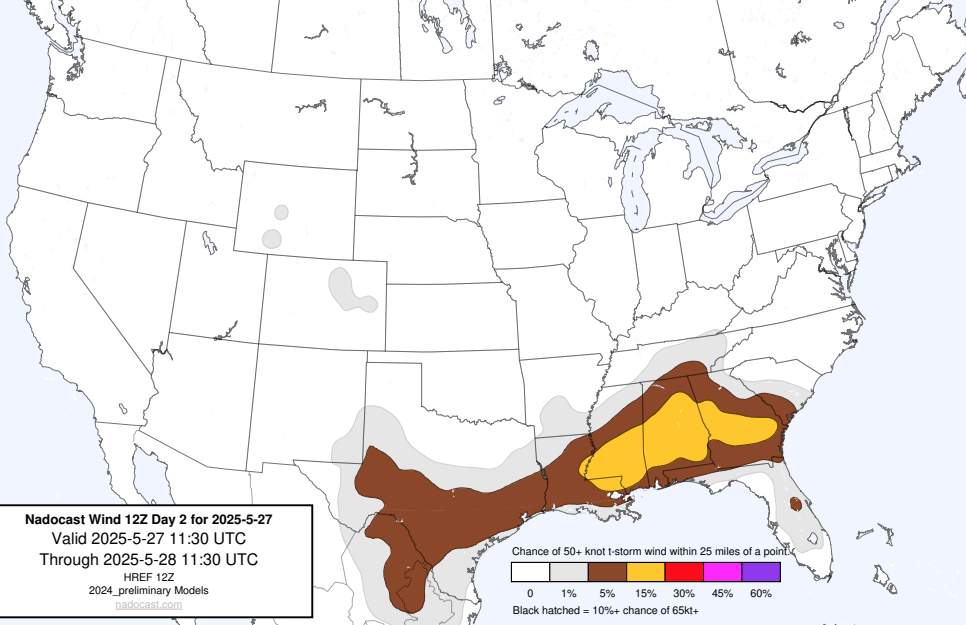 Nadocast Wind 12Z Day 2 for 2025-5-27
Valid 2025-5-27 11:30 UTC
Through 2025-5-28 11:30 UTC
HREF 12Z
2024_preliminary Models
nadocast.com
Chance of 50+ knot t-storm wind within 25 miles of a point.
0 1% 5% 15% 30% 45% 60%
Black hatched = 10%+ chance of 65kt+